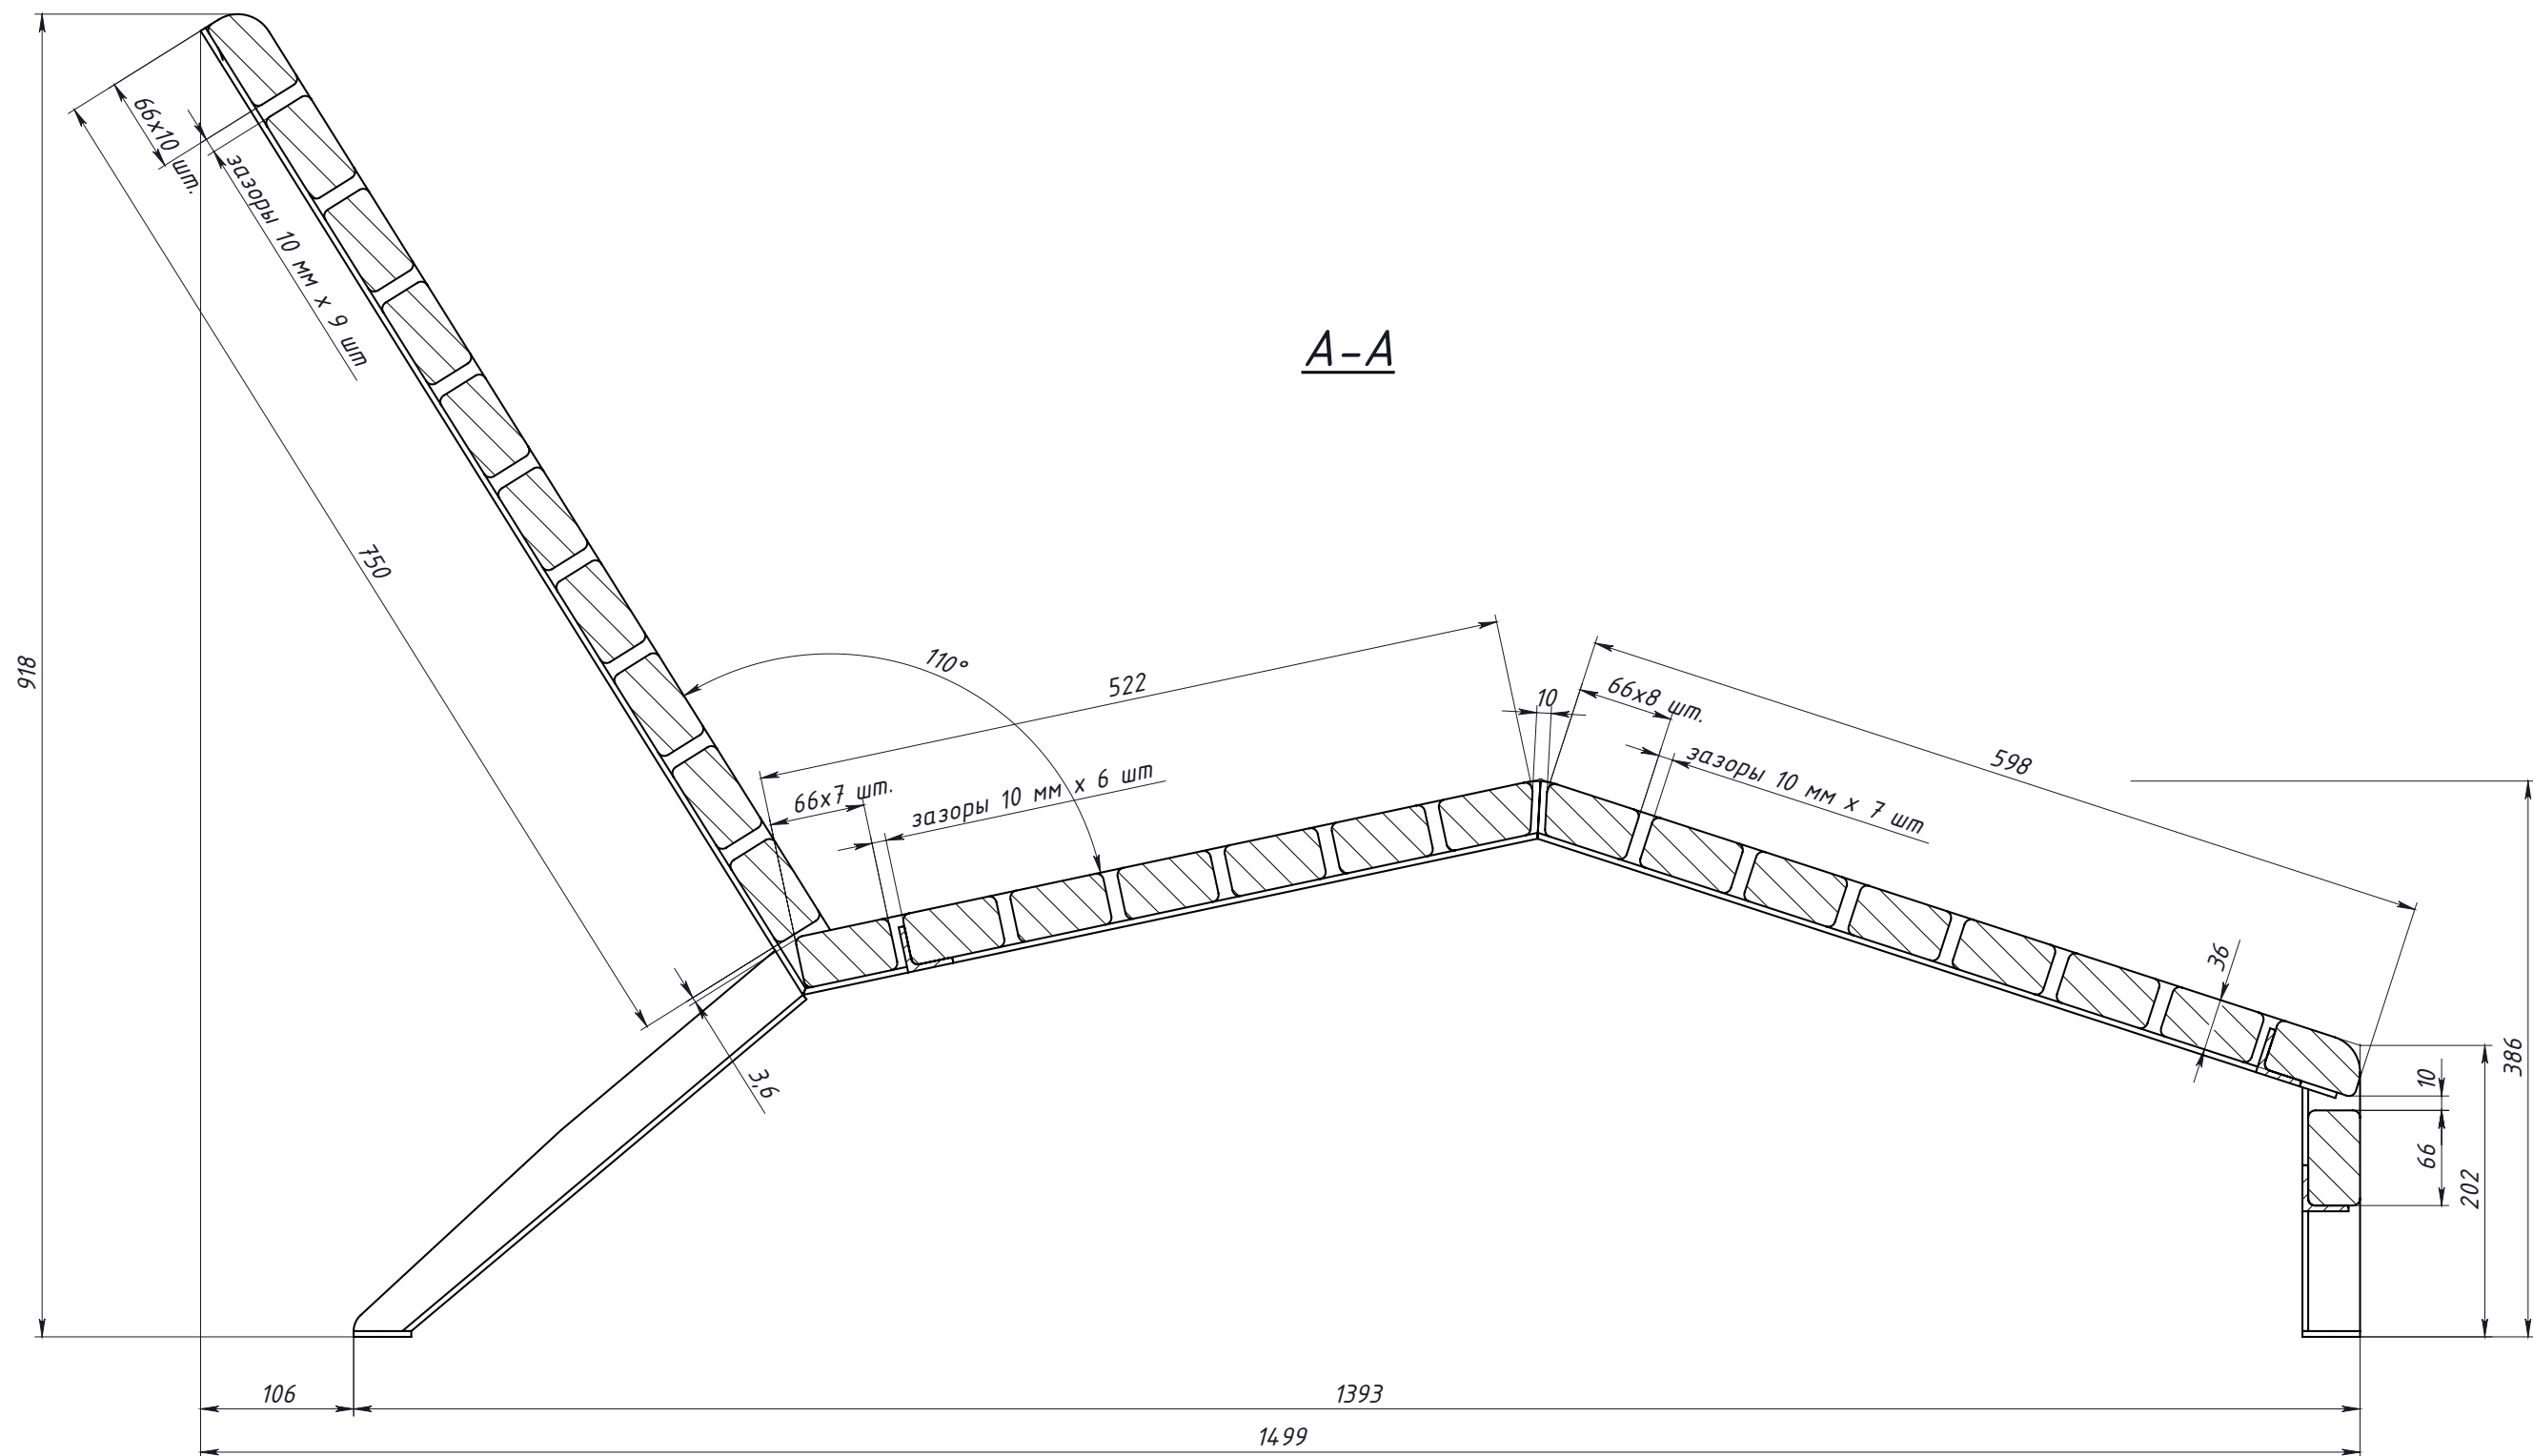 66x10 шт.
зазоры 10 мм x 9 шт
А-А
750
918
110°
522
10
66x8 шт.
598
зазоры 10 мм x 7 шт
66x7 шт.
зазоры 10 мм x 6 шт
36
386
10
3,6
66
202
106
1393
1499